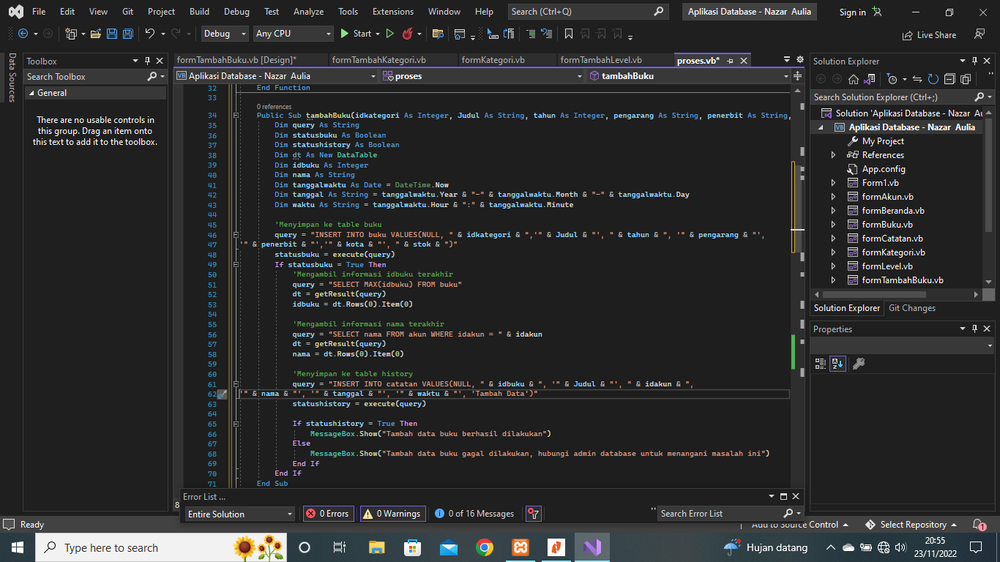 File Edit View Git Project Build Debug Test Analyze Tools Extensions Window Help Search (Ctrl+Q) Aplikasi Database - Nazar Aulia Sign in
Debug Any CPU Start Live Share
Data Sources
Toolbox
Search Toolbox
General
There are no usable controls in
this group. Drag an item onto
this text to add it to the toolbox.
formTambahBuku.vb [Design]* formTambahKategori.vb formKategori.vb formTambahLevel.vb proses.vb*
Aplikasi Database - Nazar Aulia proses tambahBuku
32 End Function
33
0 references
34 Public Sub tambahBuku(idkategori As Integer, Judul As String, tahun As Integer, pengarang As String, penerbit As String,
35 Dim query As String
36 Dim statusbuku As Boolean
37 Dim statushistory As Boolean
38 Dim dt As New DataTable
39 Dim idbuku As Integer
40 Dim nama As String
41 Dim tanggalwaktu As Date = DateTime.Now
42 Dim tanggal As String = tanggalwaktu.Year & "-" & tanggalwaktu.Month & "-" & tanggalwaktu.Day
43 Dim waktu As String = tanggalwaktu.Hour & ":" & tanggalwaktu.Minute
44
45 'Menyimpan ke table buku
46 query = "INSERT INTO buku VALUES(NULL, " & idkategori & ",'" & Judul & "', " & tahun & ", '" & pengarang & "',
47 '" & penerbit & "','" & kota & "', " & stok & ")"
48 statusbuku = execute(query)
49 If statusbuku = True Then
50 'Mengambil informasi idbuku terakhir
51 query = "SELECT MAX(idbuku) FROM buku"
52 dt = getResult(query)
53 idbuku = dt.Rows(0).Item(0)
54
55 'Mengambil informasi nama terakhir
56 query = "SELECT nama FROM akun WHERE idakun = " & idakun
57 dt = getResult(query)
58 nama = dt.Rows(0).Item(0)
59
60 'Menyimpan ke table history
61 query = "INSERT INTO catatan VALUES(NULL, " & idbuku & ", '" & Judul & "', " & idakun & ",
62 '" & nama & "', '" & tanggal & "', '" & waktu & "', 'Tambah Data')"
63 statushistory = execute(query)
64
65 If statushistory = True Then
66 MessageBox.Show("Tambah data buku berhasil dilakukan")
67 Else
68 MessageBox.Show("Tambah data buku gagal dilakukan, hubungi admin database untuk menangani masalah ini")
69 End If
70 End If
71 End Sub
Error List ...
Entire Solution 0 Errors 0 Warnings 0 of 16 Messages Search Error List
Solution Explorer
Search Solution Explorer (Ctrl+;)
Solution 'Aplikasi Database - Nazar Au
Aplikasi Database - Nazar Aulia
My Project
References
App.config
Form1.vb
formAkun.vb
formBeranda.vb
formBuku.vb
formCatatan.vb
formKategori.vb
formLevel.vb
formTambahBuku.vb
Solution Explorer Git Changes
Properties
Ready Add to Source Control Select Repository 1
Type here to search Hujan datang 20:55
23/11/2022